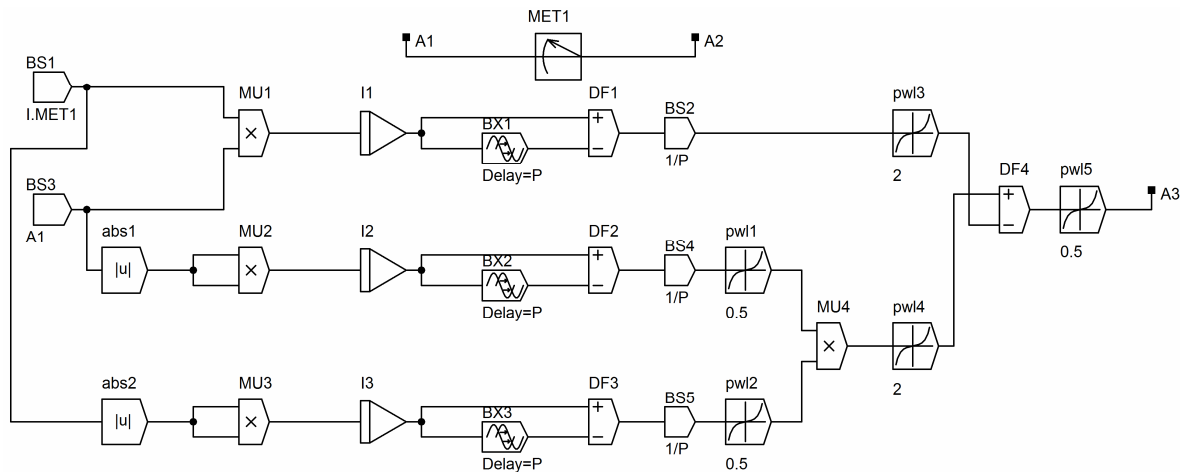 MET1
A1
A2
BS1
I.MET1
MU1
×
I1
BX1
Delay=P
DF1
+
−
BS2
1/P
pwl3
2
BS3
A1
DF4
+
−
pwl5
0.5
A3
abs1
|u|
MU2
×
I2
BX2
Delay=P
DF2
+
−
BS4
1/P
pwl1
0.5
MU4
×
pwl4
2
abs2
|u|
MU3
×
I3
BX3
Delay=P
DF3
+
−
BS5
1/P
pwl2
0.5